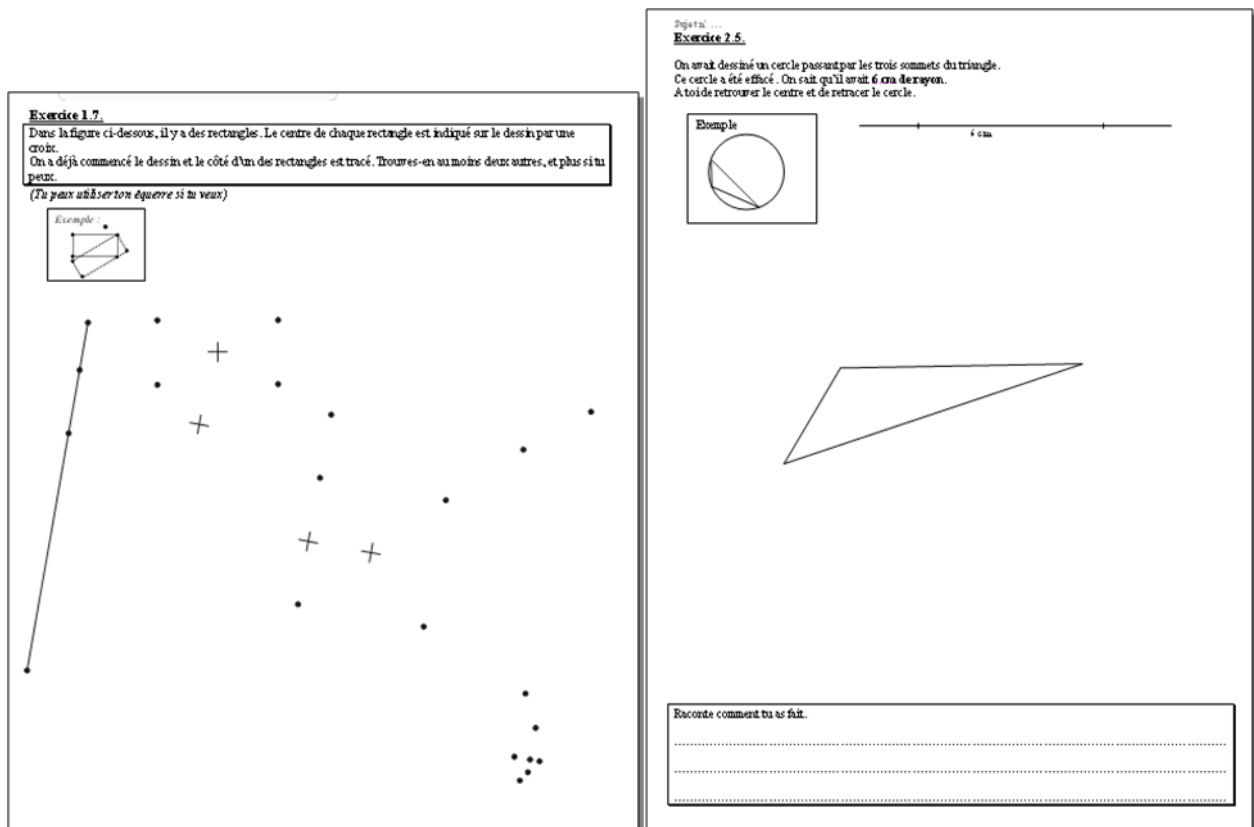 Exercice 1.7.
Dans la figure ci-dessous, il y a des rectangles. Le centre de chaque rectangle est indiqué sur le dessin par une
croix.
On a déjà commencé le dessin et le côté d'un des rectangles est tracé. Trouves-en au moins deux autres, et plus si tu
peux.
(Tu peux utiliser ton équerre si tu veux)
Exemple :
Sujet n° ...
Exercice 2.5.
On avait dessiné un cercle passant par les trois sommets du triangle.
Ce cercle a été effacé. On sait qu'il avait 6 cm de rayon.
A toi de retrouver le centre et de retracer le cercle.
Exemple
6 cm
Raconte comment tu as fait.